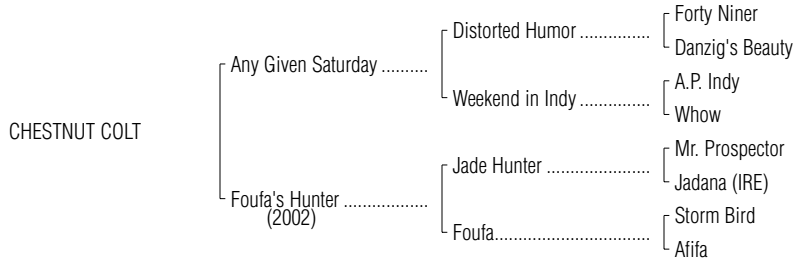 Forty Niner
Distorted Humor ...............
Danzig's Beauty
Any Given Saturday ..........
A.P. Indy
Weekend in Indy ...............
Whow
CHESTNUT COLT
Mr. Prospector
Jade Hunter ......................
Jadana (IRE)
Foufa's Hunter ..................
(2002)
Storm Bird
Foufa.................................
Afifa